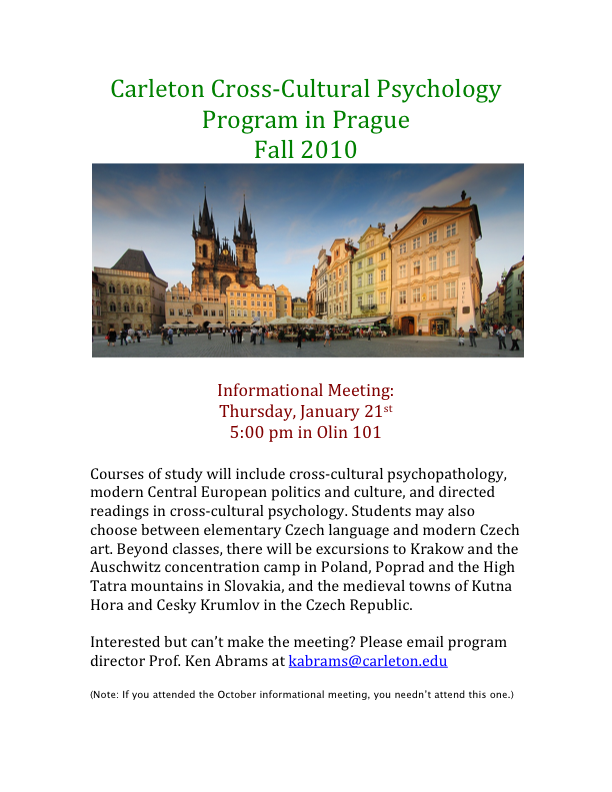 Carleton Cross-Cultural Psychology
Program in Prague
Fall 2010
Informational Meeting:
Thursday, January 21st
5:00 pm in Olin 101
Courses of study will include cross-cultural psychopathology,
modern Central European politics and culture, and directed
readings in cross-cultural psychology. Students may also
choose between elementary Czech language and modern Czech
art. Beyond classes, there will be excursions to Krakow and the
Auschwitz concentration camp in Poland, Poprad and the High
Tatra mountains in Slovakia, and the medieval towns of Kutna
Hora and Cesky Krumlov in the Czech Republic.
Interested but can’t make the meeting? Please email program
director Prof. Ken Abrams at kabrams@carleton.edu
(Note: If you attended the October informational meeting, you needn’t attend this one.)